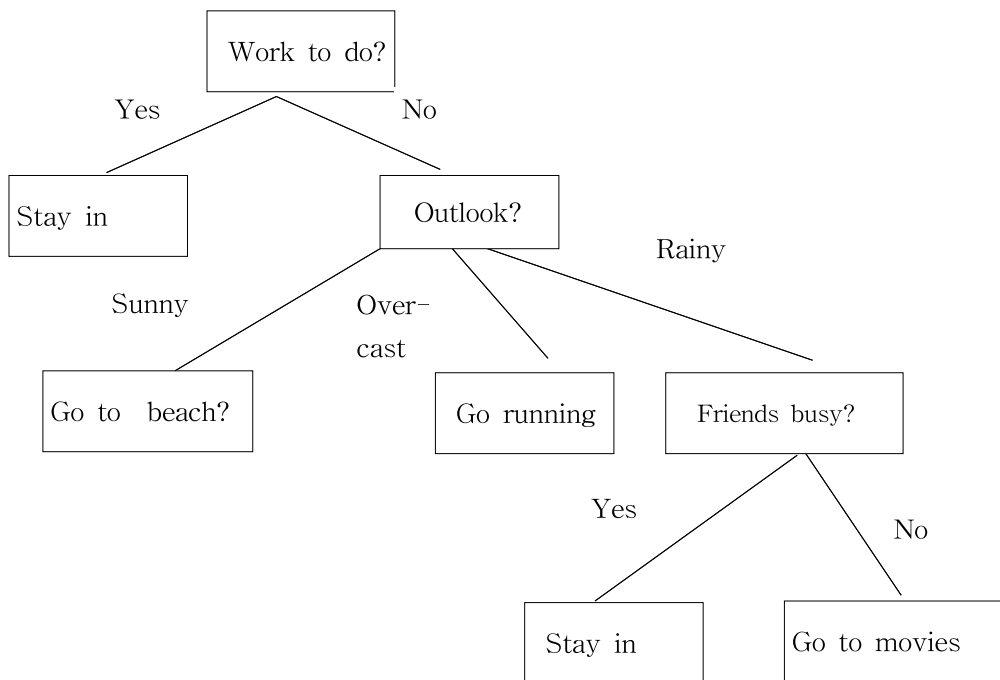 Work to do?
Yes
No
Stay in
Outlook?
Rainy
Sunny
Over-
cast
Go to beach?
Go running
Friends busy?
Yes
No
Stay in
Go to movies